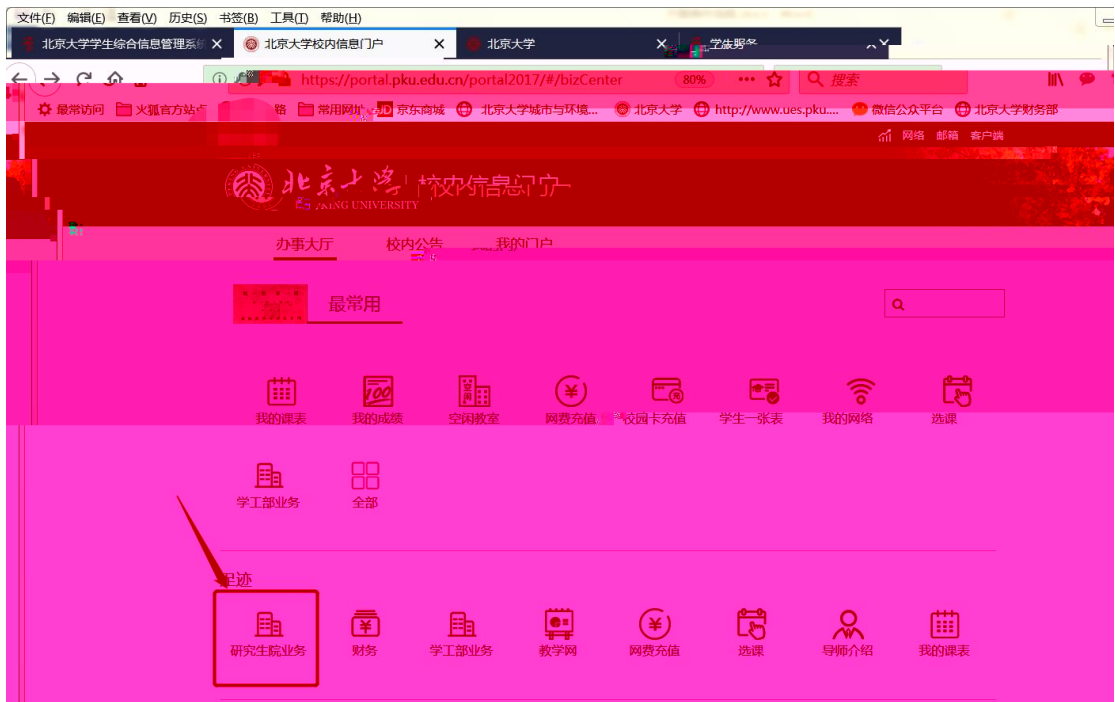 文件(F) 编辑(E) 查看(V) 历史(S) 书签(B) 工具(T) 帮助(H)
北京大学学生综合信息管理系统 北京大学校内信息门户 北京大学
https://portal.pku.edu.cn/portal2017/#/bizCenter 80% 搜索
最常访问 火狐官方站点 常用网址 JD 京东商城 北京大学城市与环境... 北京大学 http://www.ues.pku.... 微信公众平台 北京大学财务部
网络 邮箱 客户端
北京大学 校内信息门户
UNIVERSITY
办事大厅 校内公告 我的门户
最常用
我的课表 我的成绩 空闲教室 网费充值 校园卡充值 学生一张表 我的网络 选课
学工部业务 全部
足迹
研究生院业务 财务 学工部业务 教学网 网费充值 选课 导师介绍 我的课表